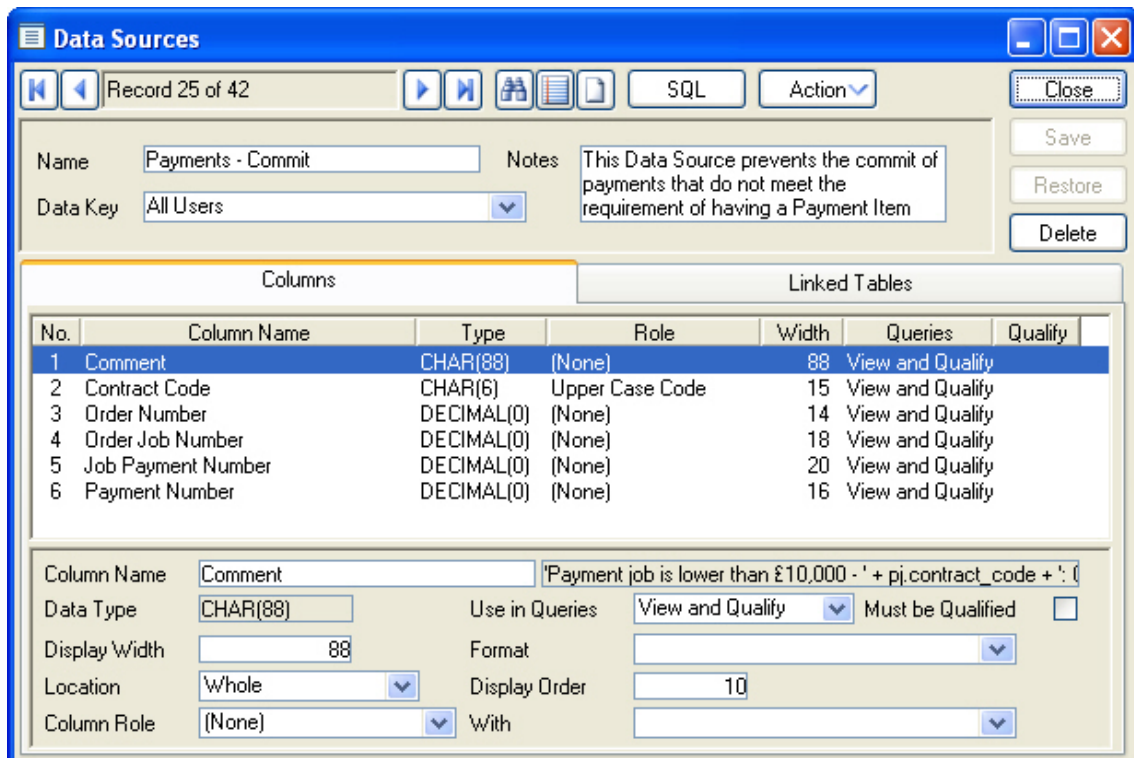 Data Sources
Record 25 of 42 SQL Action Close
Save
Restore
Delete
Name Payments - Commit Notes This Data Source prevents the commit of
payments that do not meet the
Data Key All Users requirement of having a Payment Item
Columns Linked Tables
No. Column Name Type Role Width Queries Qualify
1 Comment CHAR(88) (None) 88 View and Qualify
2 Contract Code CHAR(6) Upper Case Code 15 View and Qualify
3 Order Number DECIMAL(0) (None) 14 View and Qualify
4 Order Job Number DECIMAL(0) (None) 18 View and Qualify
5 Job Payment Number DECIMAL(0) (None) 20 View and Qualify
6 Payment Number DECIMAL(0) (None) 16 View and Qualify
Column Name Comment 'Payment job is lower than £10,000 - ' + pj.contract_code + ':
Data Type CHAR(88) Use in Queries View and Qualify Must be Qualified
Display Width 88 Format
Location Whole Display Order 10
Column Role (None) With